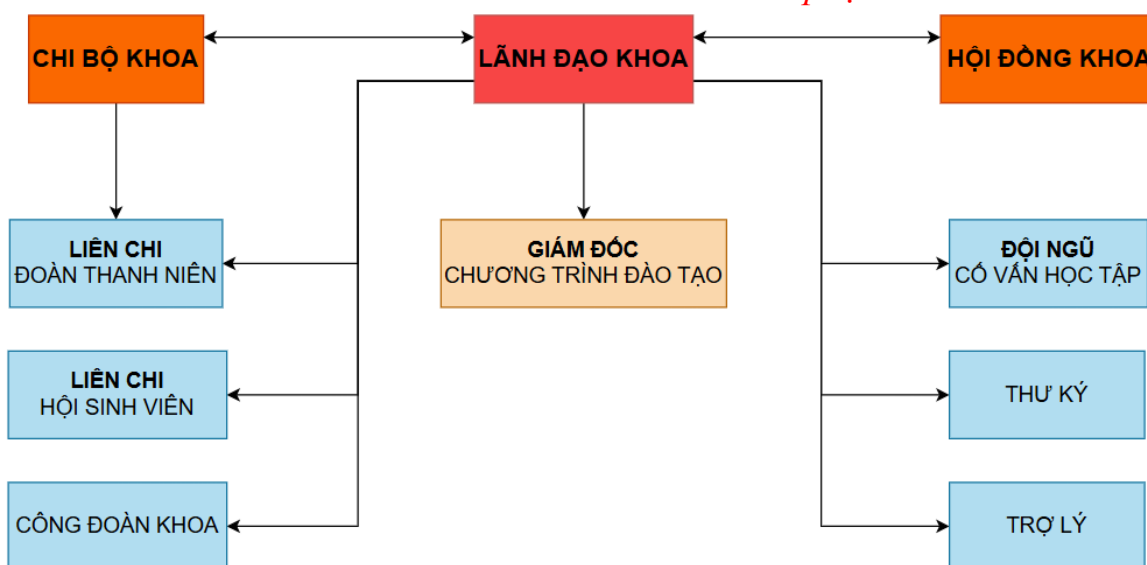 CHI BỘ KHOA
LÃNH ĐẠO KHOA
HỘI ĐỒNG KHOA
LIÊN CHI
ĐOÀN THANH NIÊN
GIÁM ĐỐC
CHƯƠNG TRÌNH ĐÀO TẠO
ĐỘI NGŨ
CỐ VẤN HỌC TẬP
LIÊN CHI
HỘI SINH VIÊN
THƯ KÝ
CÔNG ĐOÀN KHOA
TRỢ LÝ